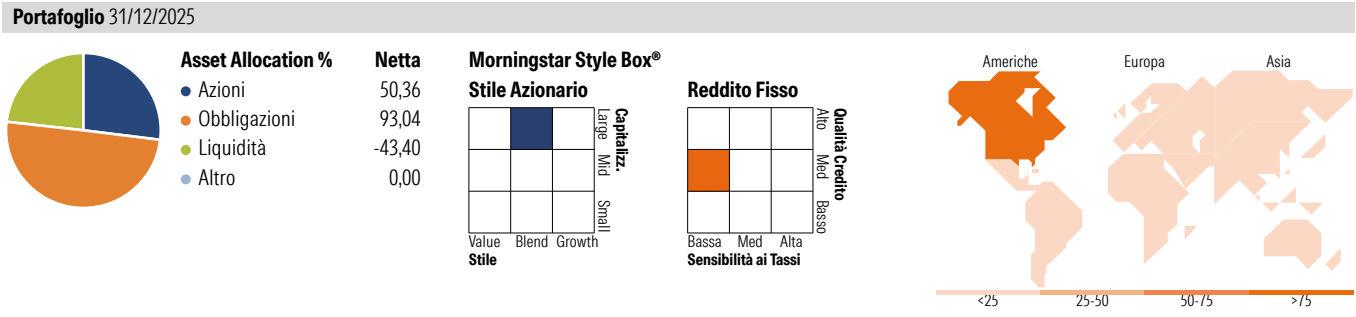 Portafoglio 31/12/2025
Asset Allocation % Netta
Azioni 50,36
Obbligazioni 93,04
Liquidità -43,40
Altro 0,00
Morningstar Style Box®
Stile Azionario
Large
Mid
Small
Capitalizz.
Value Blend Growth
Stile
Reddito Fisso
Alto
Med
Basso
Qualità Credito
Bassa Med Alta
Sensibilità ai Tassi
Americhe Europa Asia
<25 25-50 50-75 >75